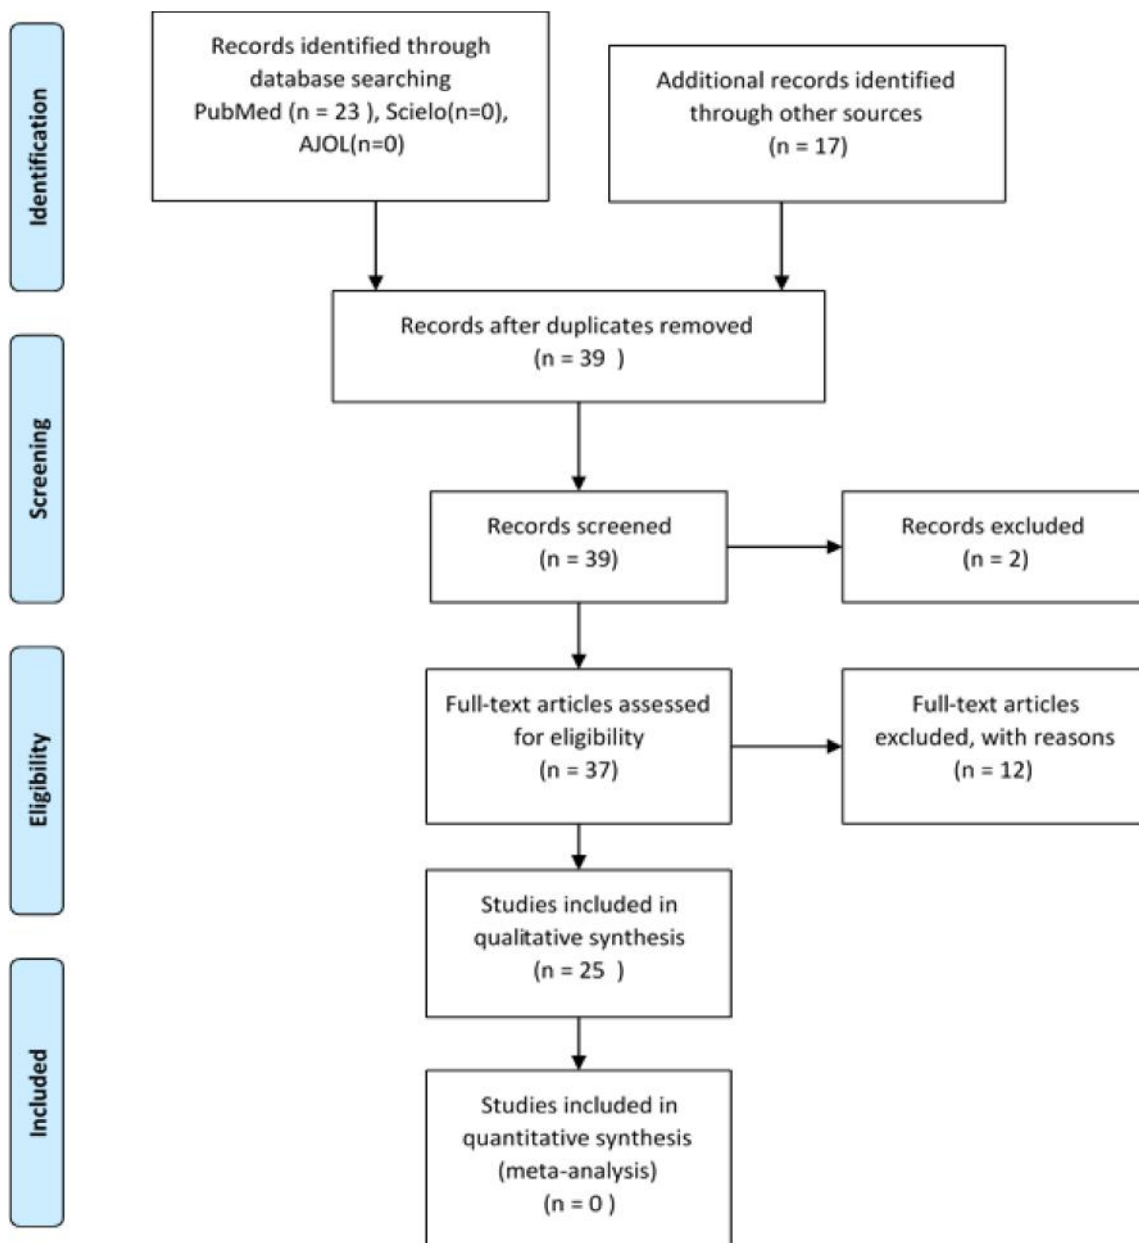 Identification
Records identified through
database searching
PubMed (n = 23 ), Scielo(n=0),
AJOL(n=0)
Additional records identified
through other sources
(n = 17)
Records after duplicates removed
(n = 39  )
Screening
Records screened
(n = 39)
Records excluded
(n = 2)
Eligibility
Full-text articles assessed
for eligibility
(n = 37)
Full-text articles
excluded, with reasons
(n = 12)
Studies included in
qualitative synthesis
(n = 25  )
Included
Studies included in
quantitative synthesis
(meta-analysis)
(n = 0 )